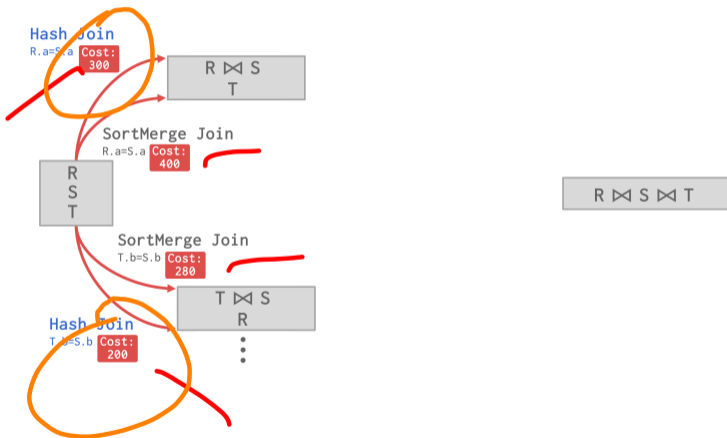 Hash Join
R.a=S.a Cost:
300
R ⋈ S
T
SortMerge Join
R.a=S.a Cost:
400
R
S
T
R ⋈ S ⋈ T
SortMerge Join
T.b=S.b Cost:
280
T ⋈ S
R
Hash Join
T.b=S.b Cost:
200